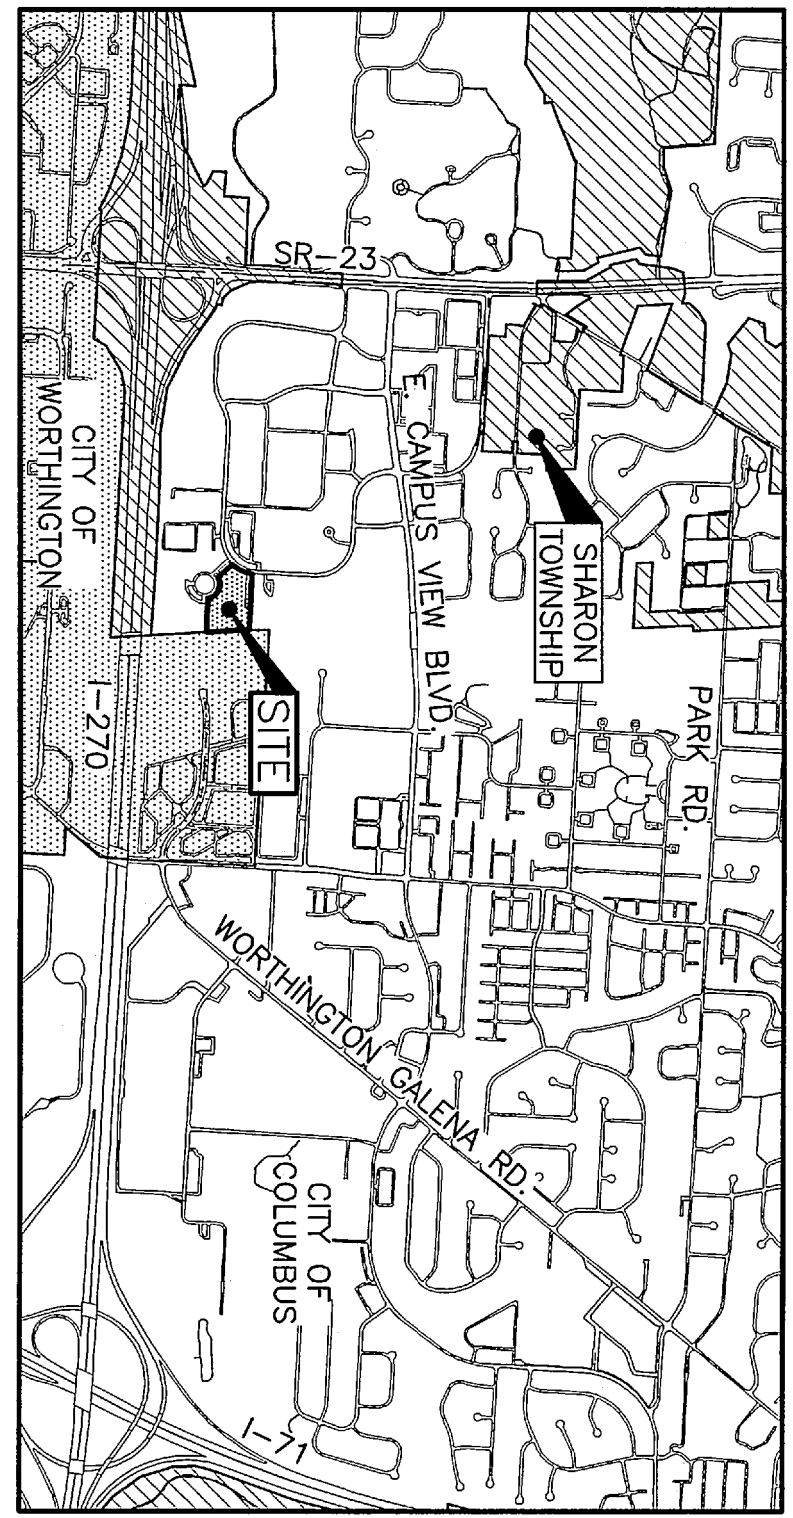 SR-23
E. CAMPUS VIEW BLVD.
SHARON
TOWNSHIP
PARK RD.
CITY OF
WORTHINGTON
I-270
SITE
WORTHINGTON GALENA RD.
CITY OF
COLUMBUS
I-71